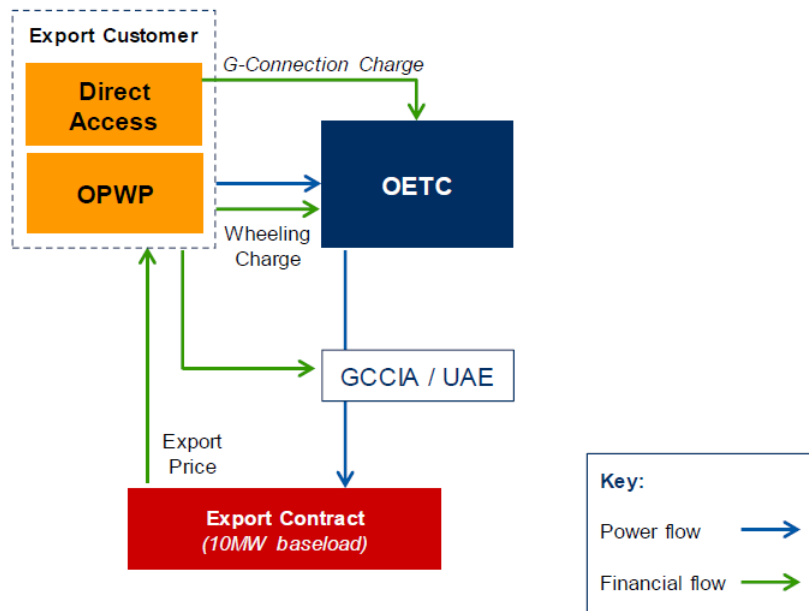 Export Customer
G-Connection Charge
Direct
Access
OETC
OPWP
Wheeling
Charge
GCCIA / UAE
Export
Price
Export Contract
(10MW baseload)
Key:
Power flow
Financial flow